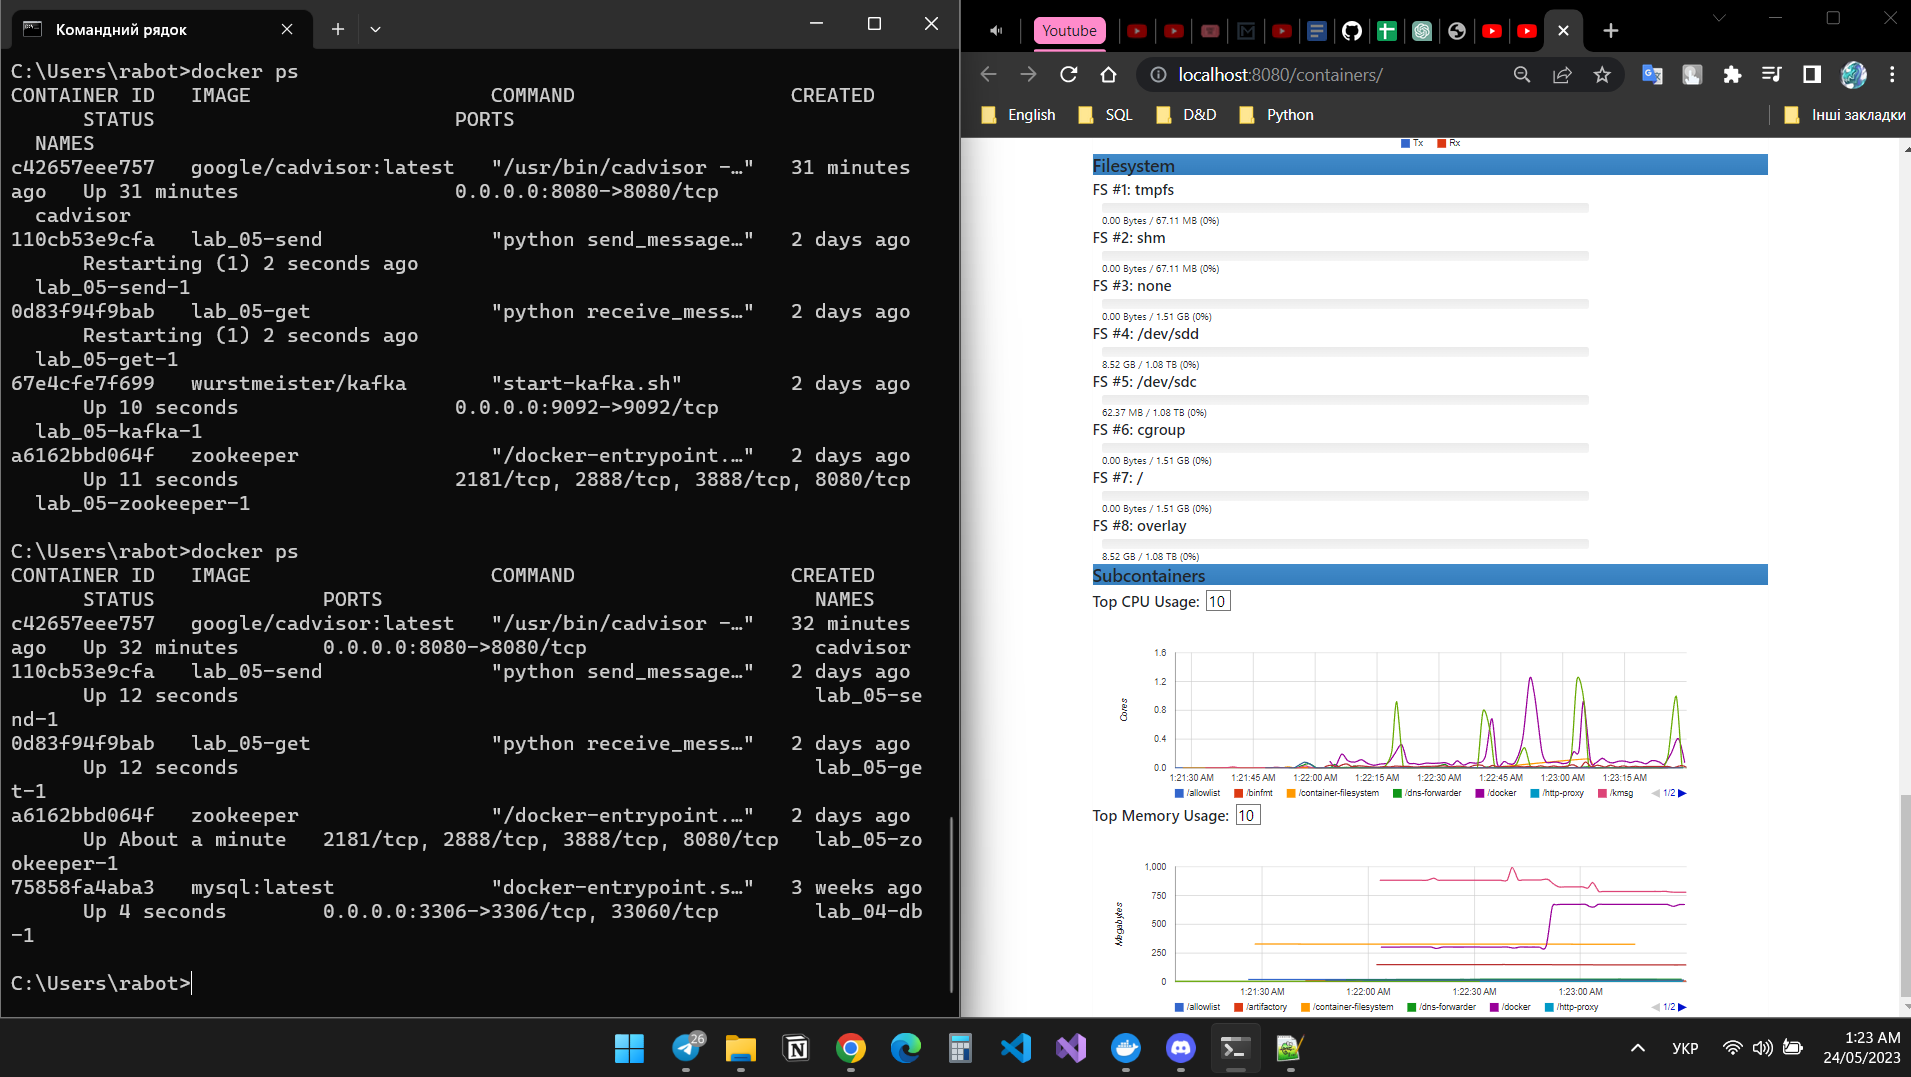 Командний рядок
C:\Users\rabot>docker ps
CONTAINER ID   IMAGE                    COMMAND                  CREATED
      STATUS                         PORTS
  NAMES
c42657eee757   google/cadvisor:latest   "/usr/bin/cadvisor -…"   31 minutes
ago   Up 31 minutes                  0.0.0.0:8080->8080/tcp
  cadvisor
110cb53e9cfa   lab_05-send              "python send_message…"   2 days ago
      Restarting (1) 2 seconds ago
  lab_05-send-1
0d83f94f9bab   lab_05-get               "python receive_mess…"   2 days ago
      Restarting (1) 2 seconds ago
  lab_05-get-1
67e4cfe7f699   wurstmeister/kafka       "start-kafka.sh"         2 days ago
      Up 10 seconds                  0.0.0.0:9092->9092/tcp
  lab_05-kafka-1
a6162bbd064f   zookeeper                "/docker-entrypoint.…"   2 days ago
      Up 11 seconds                  2181/tcp, 2888/tcp, 3888/tcp, 8080/tcp
  lab_05-zookeeper-1
C:\Users\rabot>docker ps
CONTAINER ID   IMAGE                    COMMAND                  CREATED
      STATUS              PORTS                                    NAMES
c42657eee757   google/cadvisor:latest   "/usr/bin/cadvisor -…"   32 minutes
ago   Up 32 minutes       0.0.0.0:8080->8080/tcp                   cadvisor
110cb53e9cfa   lab_05-send              "python send_message…"   2 days ago
      Up 12 seconds                                                lab_05-se
nd-1
0d83f94f9bab   lab_05-get               "python receive_mess…"   2 days ago
      Up 12 seconds                                                lab_05-ge
t-1
a6162bbd064f   zookeeper                "/docker-entrypoint.…"   2 days ago
      Up About a minute   2181/tcp, 2888/tcp, 3888/tcp, 8080/tcp   lab_05-zo
okeeper-1
75858fa4aba3   mysql:latest             "docker-entrypoint.s…"   3 weeks ago
      Up 4 seconds        0.0.0.0:3306->3306/tcp, 33060/tcp        lab_04-db
-1
C:\Users\rabot>
Youtube
localhost:8080/containers/
English SQL D&D Python Інші закладки
Tx Rx
Filesystem
FS #1: tmpfs
0.00 Bytes / 67.11 MB (0%)
FS #2: shm
0.00 Bytes / 67.11 MB (0%)
FS #3: none
0.00 Bytes / 1.51 GB (0%)
FS #4: /dev/sdd
8.52 GB / 1.08 TB (0%)
FS #5: /dev/sdc
62.37 MB / 1.08 TB (0%)
FS #6: cgroup
0.00 Bytes / 1.51 GB (0%)
FS #7: /
0.00 Bytes / 1.51 GB (0%)
FS #8: overlay
8.52 GB / 1.08 TB (0%)
Subcontainers
Top CPU Usage: 10
1.6
1.2
0.8
0.4
0.0
Cores
1:21:30 AM 1:21:45 AM 1:22:00 AM 1:22:15 AM 1:22:30 AM 1:22:45 AM 1:23:00 AM 1:23:15 AM
/allowlist /binfmt /container-filesystem /dns-forwarder /docker /http-proxy /kmsg 1/2
Top Memory Usage: 10
1,000
750
500
250
0
Megabytes
1:21:30 AM 1:22:00 AM 1:22:30 AM 1:23:00 AM
/allowlist /artifactory /container-filesystem /dns-forwarder /docker /http-proxy 1/2
26
УКР
1:23 AM
24/05/2023